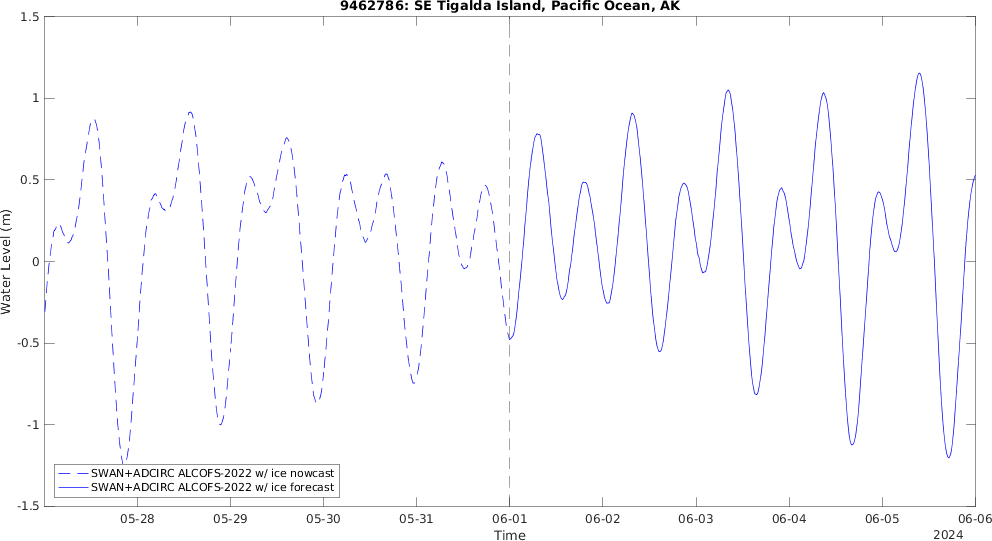 9462786: SE Tigalda Island, Pacific Ocean, AK
1.5
1
0.5
0
-0.5
-1
-1.5
Water Level (m)
SWAN+ADCIRC ALCOFS-2022 w/ ice nowcast
SWAN+ADCIRC ALCOFS-2022 w/ ice forecast
05-28 05-29 05-30 05-31 06-01 06-02 06-03 06-04 06-05 06-06
Time
2024